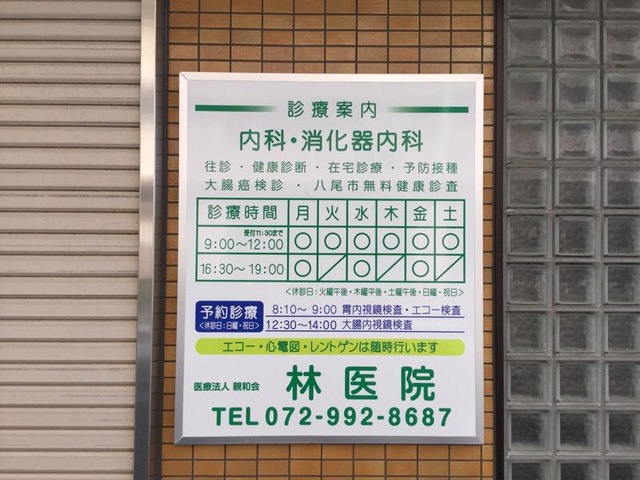 診療案内
内科・消化器内科
往診・健康診断・在宅診療・予防接種
大腸癌検診・八尾市無料健康診査
診療時間 月 火 水 木 金 土
受付11:30まで
9:00～12:00 ○ ○ ○ ○ ○ ○
16:30～19:00 ○ ／ ○ ／ ○ ／
<休診日:火曜午後・木曜午後・土曜午後・日曜・祝日>
予約診療 8:10～ 9:00 胃内視鏡検査・エコー検査
<休診日:日曜・祝日> 12:30～14:00 大腸内視鏡検査
エコー・心電図・レントゲンは随時行います
医療法人 親和会 林医院
TEL 072-992-8687